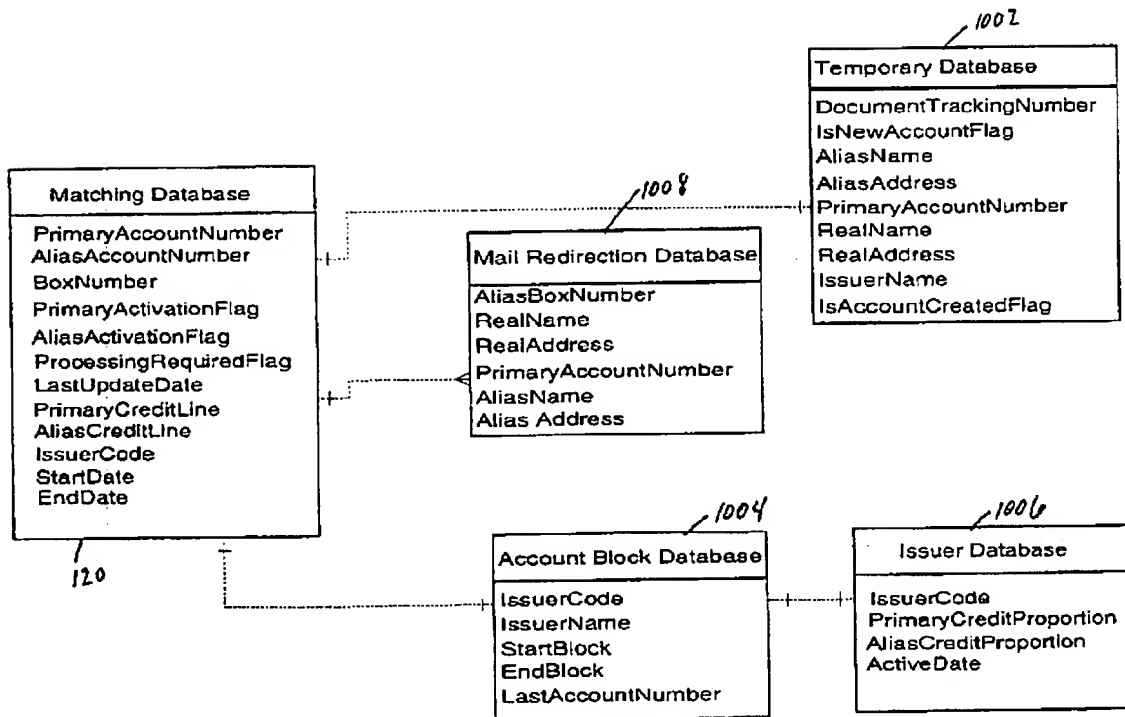 1002
Temporary Database
DocumentTrackingNumber
IsNewAccountFlag
AliasName
AliasAddress
PrimaryAccountNumber
RealName
RealAddress
IssuerName
IsAccountCreatedFlag
Matching Database
PrimaryAccountNumber
AliasAccountNumber
BoxNumber
PrimaryActivationFlag
AliasActivationFlag
ProcessingRequiredFlag
LastUpdateDate
PrimaryCreditLine
AliasCreditLine
IssuerCode
StartDate
EndDate
120
1008
Mail Redirection Database
AliasBoxNumber
RealName
RealAddress
PrimaryAccountNumber
AliasName
Alias Address
1004
Account Block Database
IssuerCode
IssuerName
StartBlock
EndBlock
LastAccountNumber
1006
Issuer Database
IssuerCode
PrimaryCreditProportion
AliasCreditProportion
ActiveDate